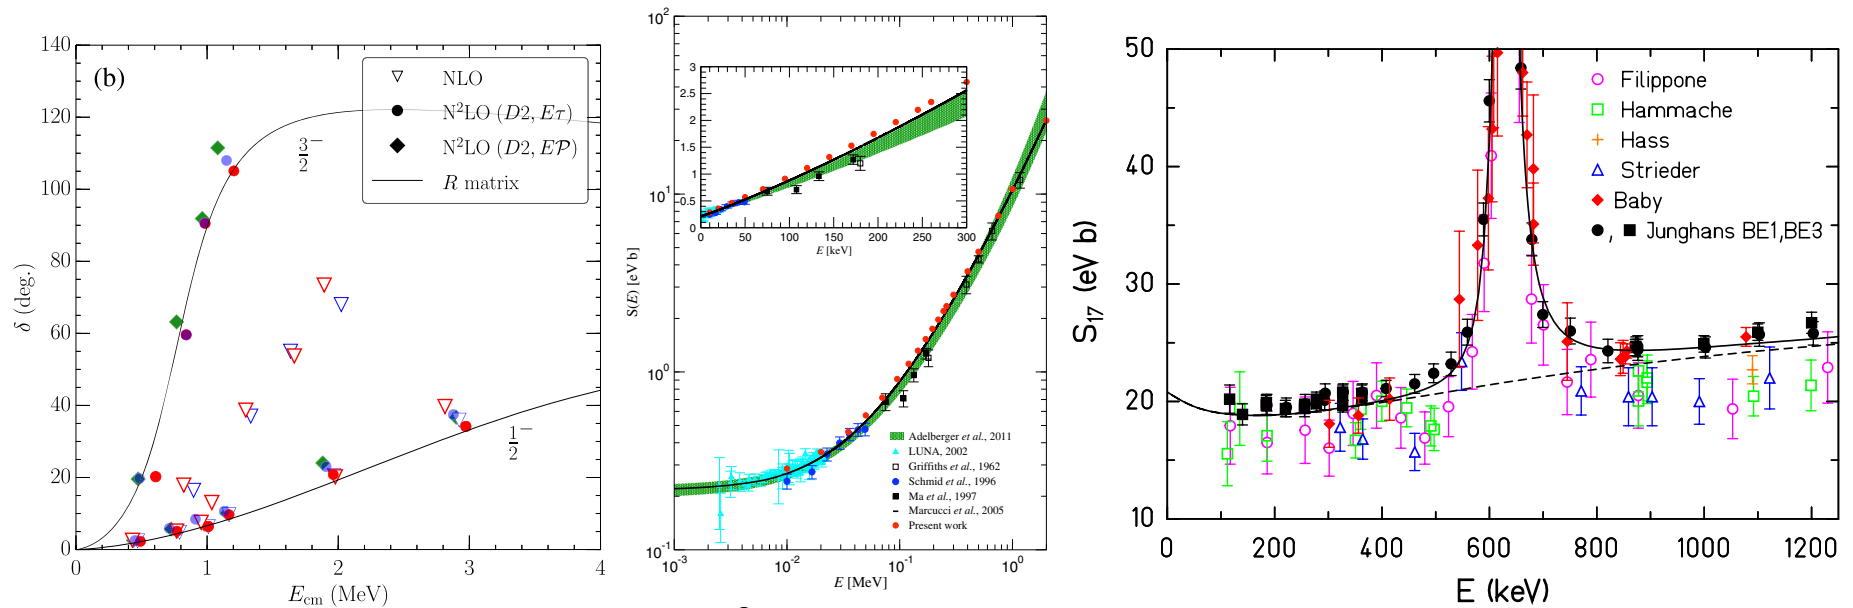 (b)
NLO
N²LO (D2, Eτ)
N²LO (D2, EP)
R matrix
3/2⁻
1/2⁻
δ (deg.)
140
120
100
80
60
40
20
0
0 1 2 3 4
E_cm (MeV)
S(E) [eV b]
10²
10¹
10⁰
10⁻¹
3
2.5
2
1.5
1
0.5
0
0 50 100 150 200 250 300
E [keV]
Adelberger et al., 2011
LUNA, 2002
Griffiths et al., 1962
Schmid et al., 1996
Ma et al., 1997
Marcucci et al., 2005
Present work
10⁻³ 10⁻² 10⁻¹ 10⁰
E [MeV]
S₁₇ (eV b)
50
40
30
20
10
Filippone
Hammache
Hass
Strieder
Baby
, Junghans BE1,BE3
0 200 400 600 800 1000 1200
E (keV)